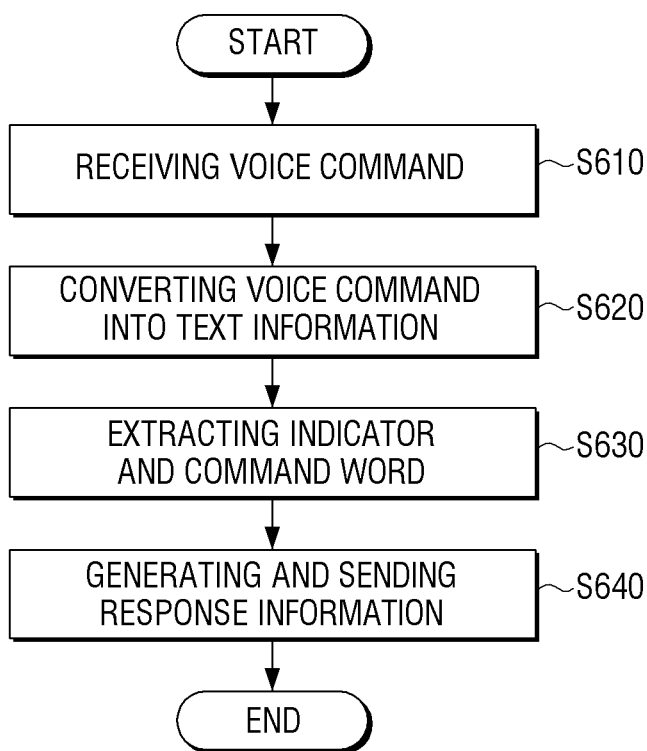 START
RECEIVING VOICE COMMAND
S610
CONVERTING VOICE COMMAND
INTO TEXT INFORMATION
S620
EXTRACTING INDICATOR
AND COMMAND WORD
S630
GENERATING AND SENDING
RESPONSE INFORMATION
S640
END